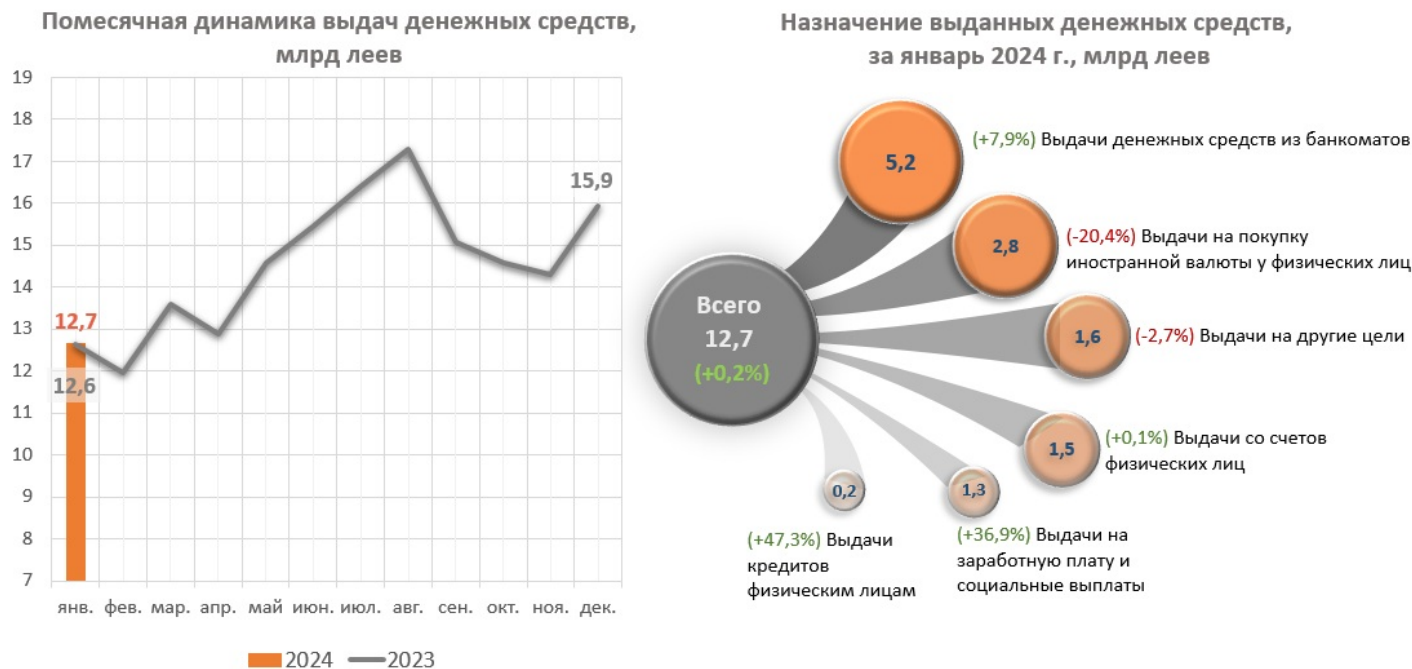 Помесячная динамика выдач денежных средств,
млрд леев
19
18
17
16
15
14
13
12
11
10
9
8
7
15,9
12,7
12,6
янв.
фев.
мар.
апр.
май
июн.
июл.
авг.
сен.
окт.
ноя.
дек.
2024
2023
Назначение выданных денежных средств,
за январь 2024 г., млрд леев
5,2
(+7,9%) Выдачи денежных средств из банкоматов
2,8
(-20,4%) Выдачи на покупку
иностранной валюты у физических лиц
Всего
12,7
(+0,2%)
1,6
(-2,7%) Выдачи на другие цели
1,5
(+0,1%) Выдачи со счетов
физических лиц
0,2
(+47,3%) Выдачи
кредитов
физическим лицам
1,3
(+36,9%) Выдачи на
заработную плату и
социальные выплаты